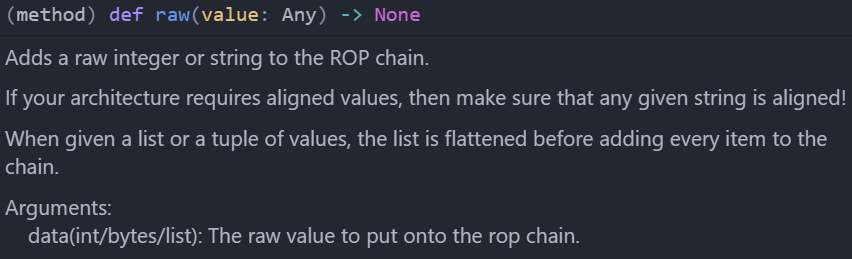 (method) def raw(value: Any) -> None
Adds a raw integer or string to the ROP chain.
If your architecture requires aligned values, then make sure that any given string is aligned!
When given a list or a tuple of values, the list is flattened before adding every item to the
chain.
Arguments:
data(int/bytes/list): The raw value to put onto the rop chain.